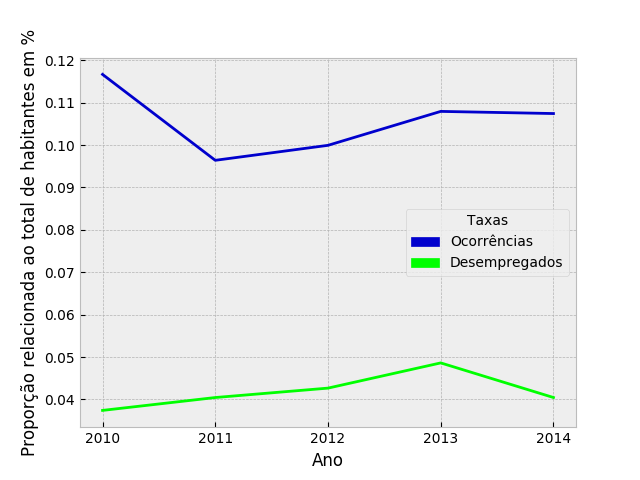 Proporção relacionada ao total de habitantes em %
0.12
0.11
0.10
0.09
0.08
0.07
0.06
0.05
0.04
Taxas
Ocorrências
Desempregados
2010 2011 2012 2013 2014
Ano